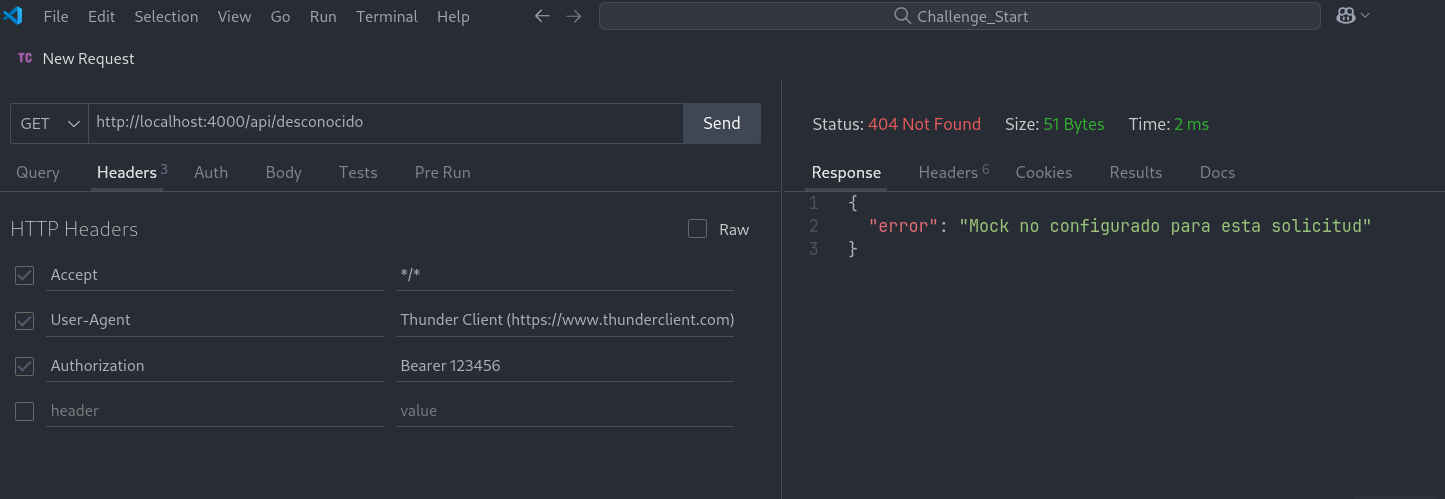 File Edit Selection View Go Run Terminal Help Challenge_Start
TC New Request
GET http://localhost:4000/api/desconocido Send Status: 404 Not Found Size: 51 Bytes Time: 2 ms
Query Headers 3 Auth Body Tests Pre Run Response Headers 6 Cookies Results Docs
1 {
2 "error": "Mock no configurado para esta solicitud"
3 }
HTTP Headers Raw
Accept */*
User-Agent Thunder Client (https://www.thunderclient.com)
Authorization Bearer 123456
header value